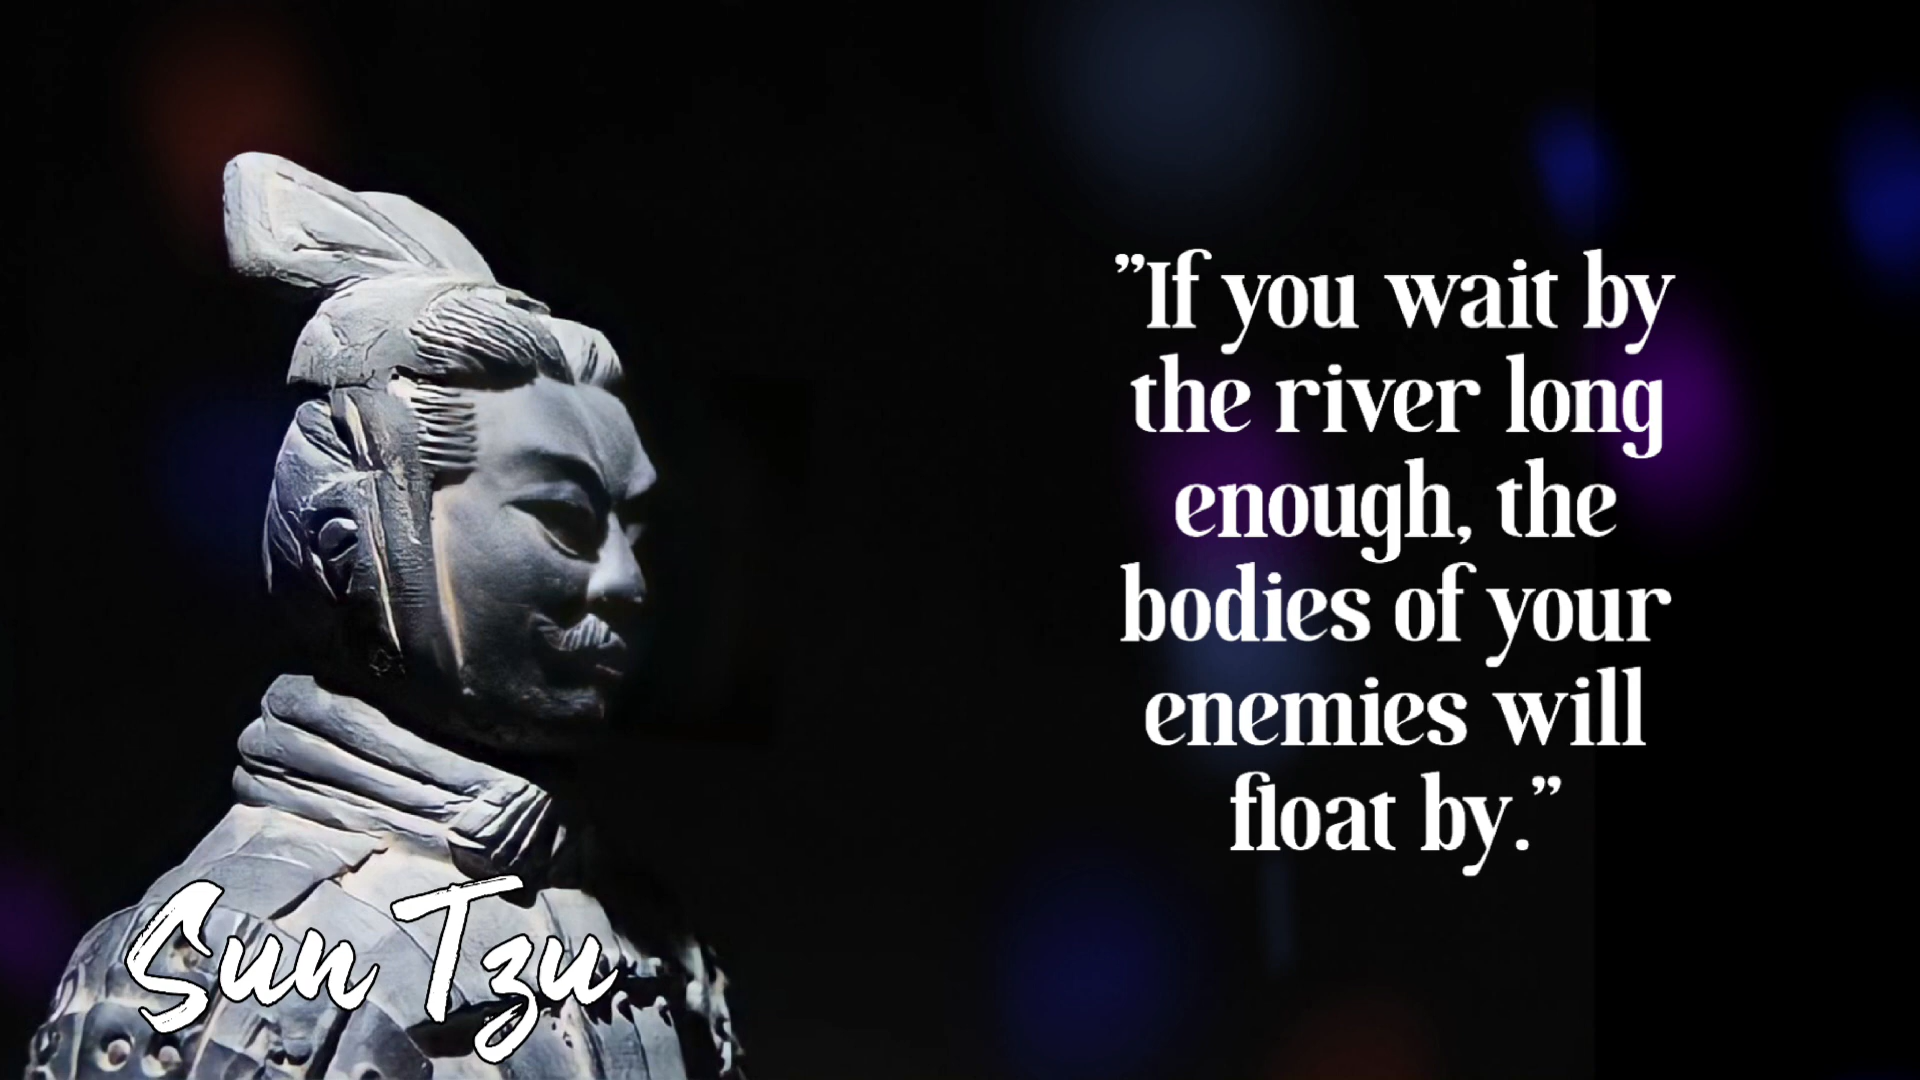 ”If you wait by
the river long
enough, the
bodies of your
enemies will
float by.”
Sun Tzu